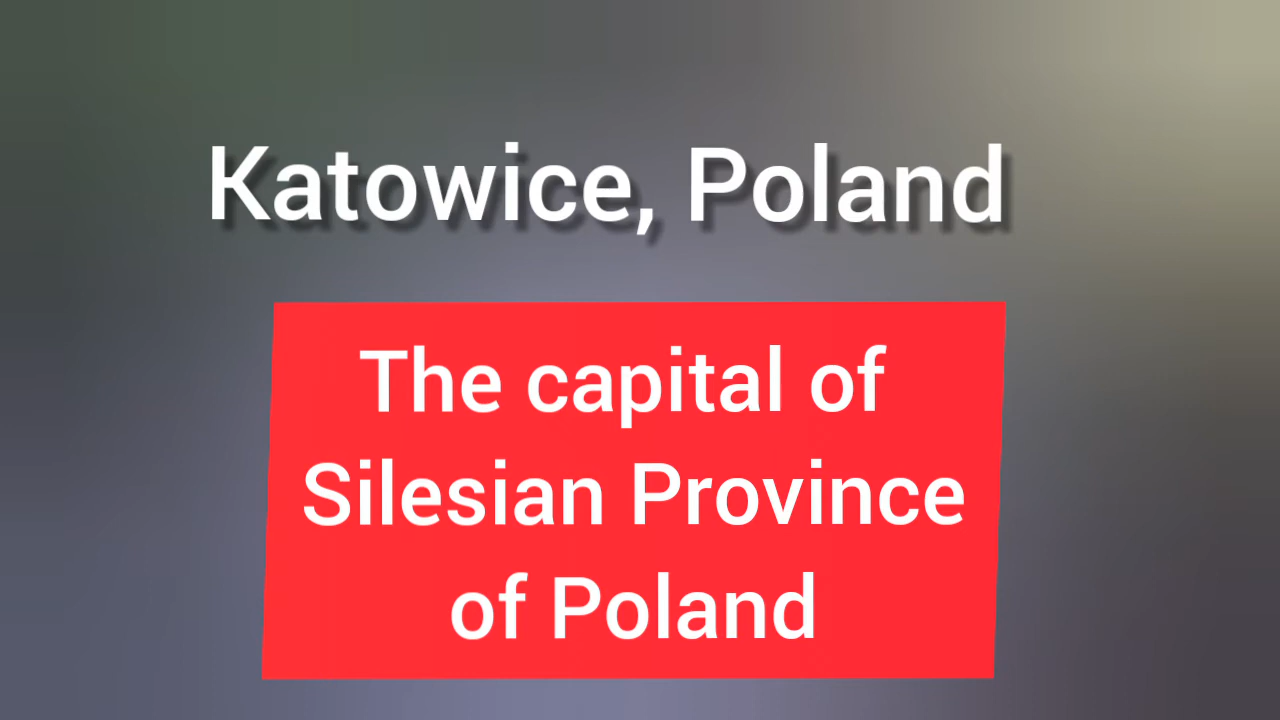 Katowice, Poland
The capital of
Silesian Province
of Poland